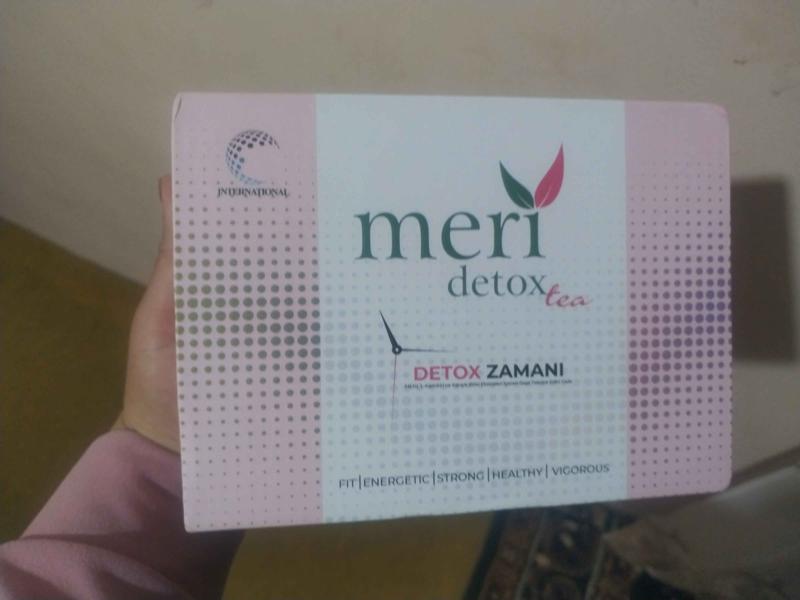 INTERNATIONAL
meri
detox tea
DETOX ZAMANI
FIT|ENERGETIC|STRONG|HEALTHY|VIGOROUS